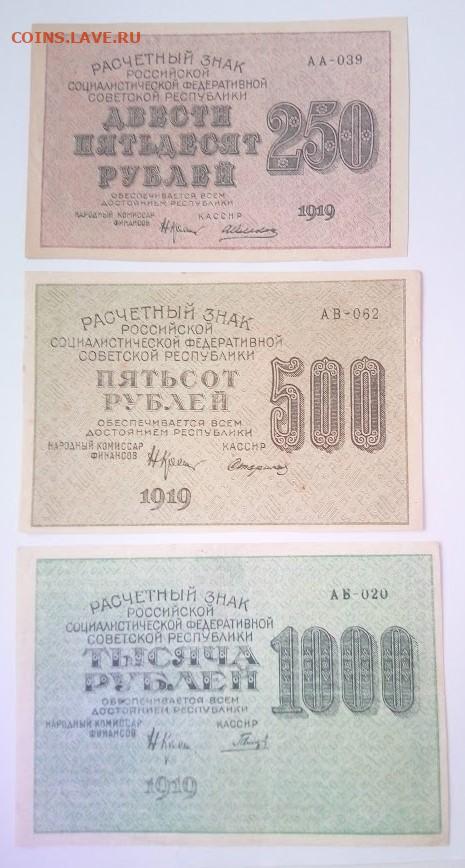 COINS.LAVE.RU
РАСЧЕТНЫЙ ЗНАК
АА-039
РОССИЙСКОЙ
СОЦИАЛИСТИЧЕСКОЙ ФЕДЕРАТИВНОЙ
СОВЕТСКОЙ РЕСПУБЛИКИ
ДВЕСТИ
ПЯТЬДЕСЯТ
РУБЛЕЙ
250
ОБЕСПЕЧИВАЕТСЯ ВСЕМ
ДОСТОЯНИЕМ РЕСПУБЛИКИ
НАРОДНЫЙ КОМИССАР
ФИНАНСОВ
КАССИР
1919
РАСЧЕТНЫЙ ЗНАК
АВ-062
РОССИЙСКОЙ
СОЦИАЛИСТИЧЕСКОЙ ФЕДЕРАТИВНОЙ
СОВЕТСКОЙ РЕСПУБЛИКИ
ПЯТЬСОТ
РУБЛЕЙ
500
ОБЕСПЕЧИВАЕТСЯ ВСЕМ
ДОСТОЯНИЕМ РЕСПУБЛИКИ
НАРОДНЫЙ КОМИССАР
ФИНАНСОВ
КАССИР
1919
РАСЧЕТНЫЙ ЗНАК
АБ-020
РОССИЙСКОЙ
СОЦИАЛИСТИЧЕСКОЙ ФЕДЕРАТИВНОЙ
СОВЕТСКОЙ РЕСПУБЛИКИ
ТЫСЯЧА
РУБЛЕЙ
1000
ОБЕСПЕЧИВАЕТСЯ ВСЕМ
ДОСТОЯНИЕМ РЕСПУБЛИКИ
НАРОДНЫЙ КОМИССАР
ФИНАНСОВ
КАССИР
1919